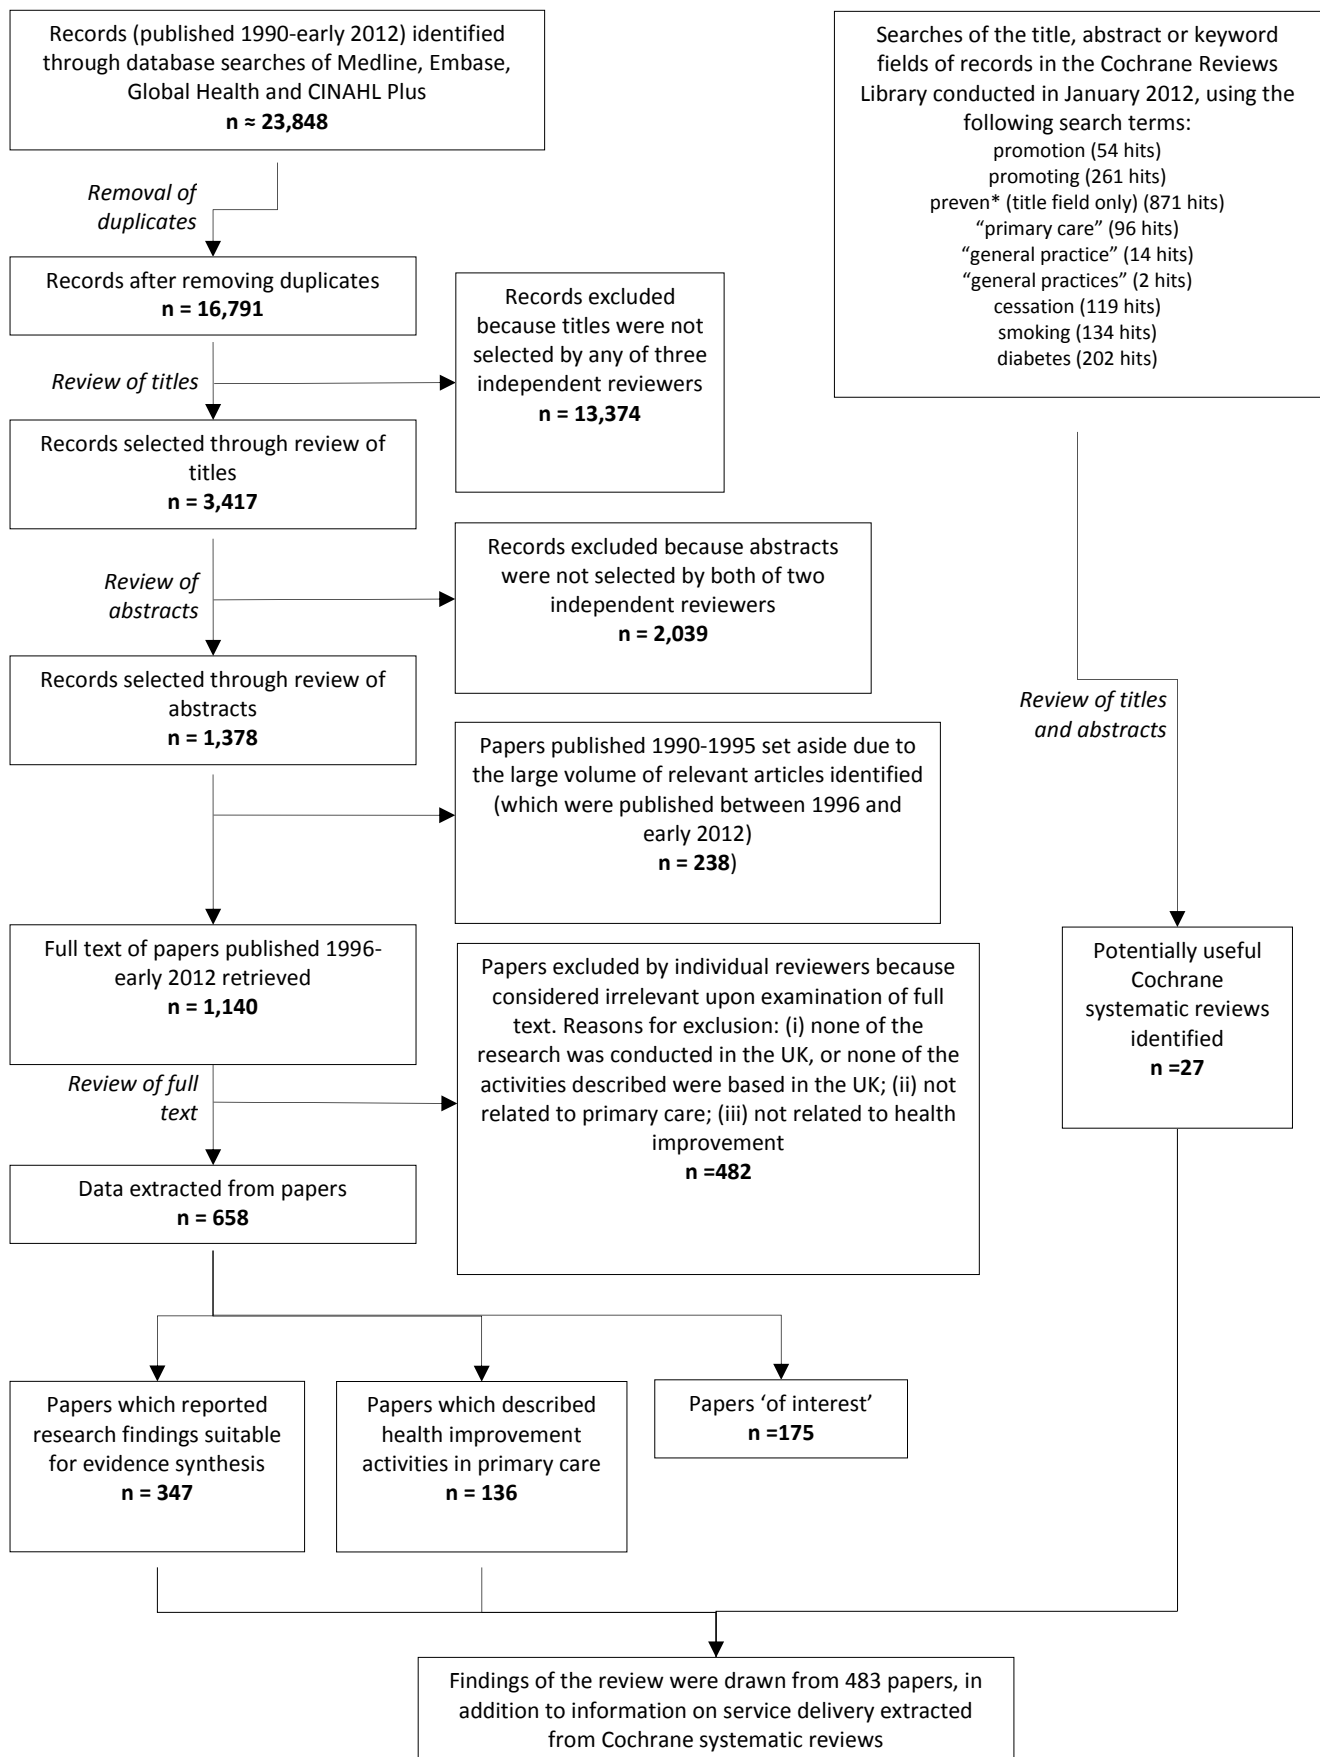 Records (published 1990-early 2012) identified
through database searches of Medline, Embase,
Global Health and CINAHL Plus
n ≈ 23,848
Searches of the title, abstract or keyword
fields of records in the Cochrane Reviews
Library conducted in January 2012, using the
following search terms:
promotion (54 hits)
promoting (261 hits)
preven* (title field only) (871 hits)
“primary care” (96 hits)
“general practice” (14 hits)
“general practices” (2 hits)
cessation (119 hits)
smoking (134 hits)
diabetes (202 hits)
Removal of
duplicates
Records after removing duplicates
n = 16,791
Records excluded
because titles were not
selected by any of three
independent reviewers
n = 13,374
Review of titles
Records selected through review of
titles
n = 3,417
Records excluded because abstracts
were not selected by both of two
independent reviewers
n = 2,039
Review of
abstracts
Records selected through review of
abstracts
n = 1,378
Review of titles
and abstracts
Papers published 1990-1995 set aside due to
the large volume of relevant articles identified
(which were published between 1996 and
early 2012)
n = 238)
Full text of papers published 1996-
early 2012 retrieved
n = 1,140
Papers excluded by individual reviewers because
considered irrelevant upon examination of full
text. Reasons for exclusion: (i) none of the
research was conducted in the UK, or none of the
activities described were based in the UK; (ii) not
related to primary care; (iii) not related to health
improvement
n =482
Potentially useful
Cochrane
systematic reviews
identified
n =27
Review of full
text
Data extracted from papers
n = 658
Papers which reported
research findings suitable
for evidence synthesis
n = 347
Papers which described
health improvement
activities in primary care
n = 136
Papers ‘of interest’
n =175
Findings of the review were drawn from 483 papers, in
addition to information on service delivery extracted
from Cochrane systematic reviews